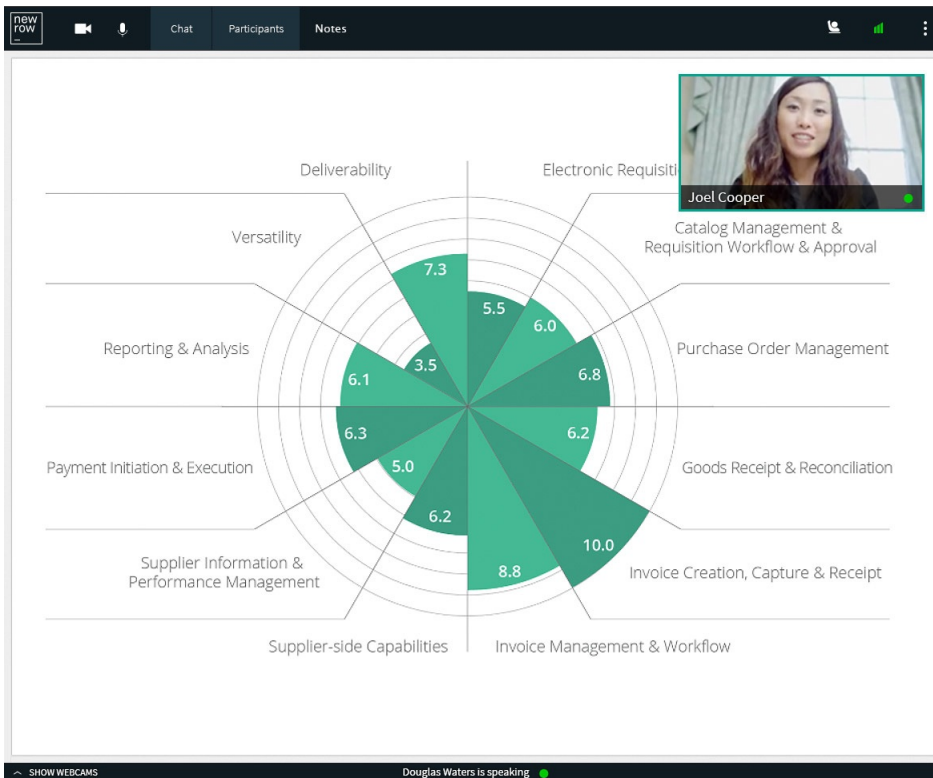 new
row
Chat
Participants
Notes
Joel Cooper
Deliverability
Electronic
Versatility
Catalog Management &
Requisition Workflow & Approval
Reporting & Analysis
Purchase Order Management
Payment Initiation & Execution
Goods Receipt & Reconciliation
Supplier Information &
Performance Management
Invoice Creation, Capture & Receipt
Supplier-side Capabilities
Invoice Management & Workflow
7.3
5.5
6.0
3.5
6.8
6.1
6.2
6.3
5.0
6.2
10.0
8.8
SHOW WEBCAMS
Douglas Waters is speaking